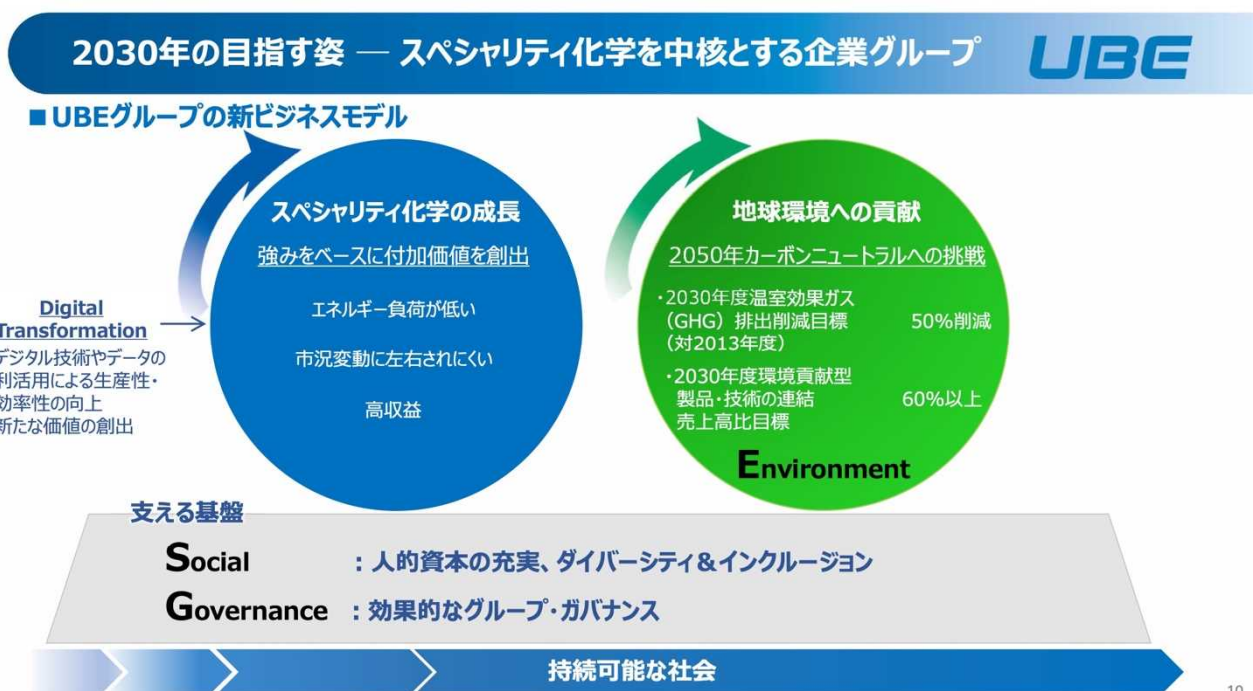 2030年の目指す姿 ― スペシャリティ化学を中核とする企業グループ
UBE
■UBEグループの新ビジネスモデル
スペシャリティ化学の成長
強みをベースに付加価値を創出
エネルギー負荷が低い
市況変動に左右されにくい
高収益
Digital
Transformation
デジタル技術やデータの
利活用による生産性・
効率性の向上
新たな価値の創出
地球環境への貢献
2050年カーボンニュートラルへの挑戦
・2030年度温室効果ガス
(GHG)排出削減目標 50%削減
(対2013年度)
・2030年度環境貢献型
製品・技術の連結 60%以上
売上高比目標
Environment
支える基盤
Social :人的資本の充実、ダイバーシティ&インクルージョン
Governance :効果的なグループ・ガバナンス
持続可能な社会